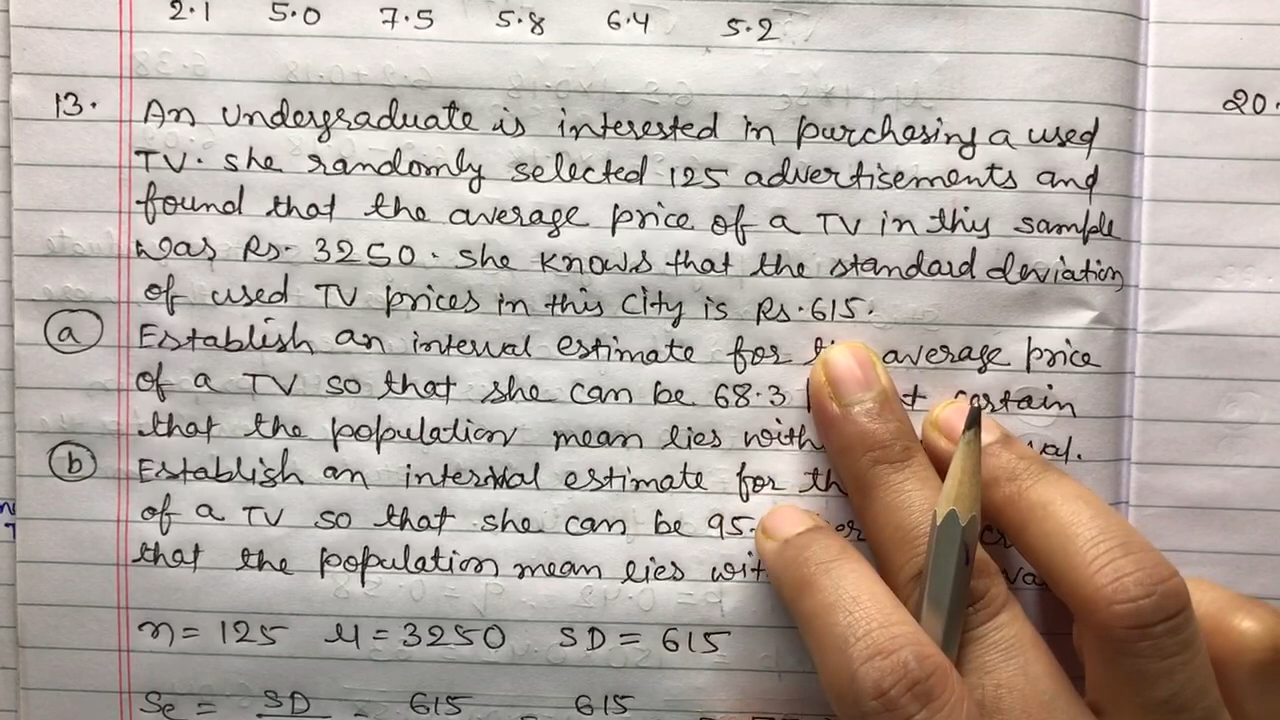 2.1 5.0 7.5 5.8 6.4 5.2
13. An Undergraduate is interested in purchasing a used
20.
TV. She randomly selected 125 advertisements and
found that the average price of a TV in this sample
was Rs. 3250. She knows that the standard deviation
of used TV prices in this City is Rs. 615.
(a) Establish an interval estimate for average price
of a TV so that she can be 68.3 certain
that the population mean lies
(b) Establish an interval estimate for
of a TV so that she can be 95.
that the population mean lies
n = 125 μ = 3250 SD = 615
Se = SD 615 615